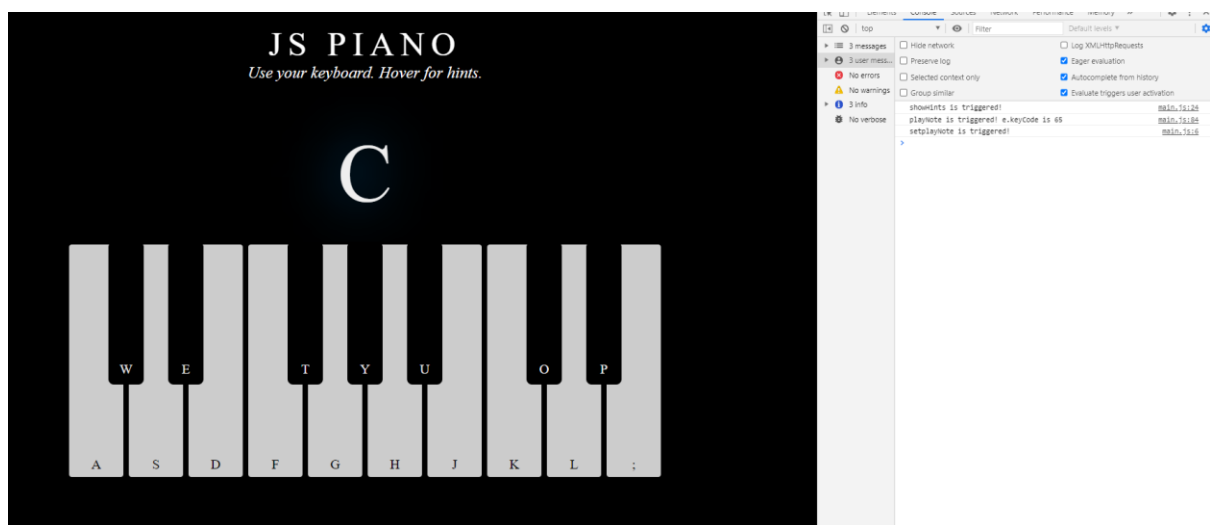 JS PIANO
Use your keyboard. Hover for hints.
C
W E T Y U O P
A S D F G H J K L ;
Elements Console Sources Network Performance Memory
top Filter Default levels
3 messages
3 user mess...
No errors
No warnings
3 info
No verbose
Hide network Log XMLHttpRequests
Preserve log Eager evaluation
Selected context only Autocomplete from history
Group similar Evaluate triggers user activation
showHints is triggered! main.js:24
playNote is triggered! e.keyCode is 65 main.js:84
setplayNote is triggered! main.js:6
>